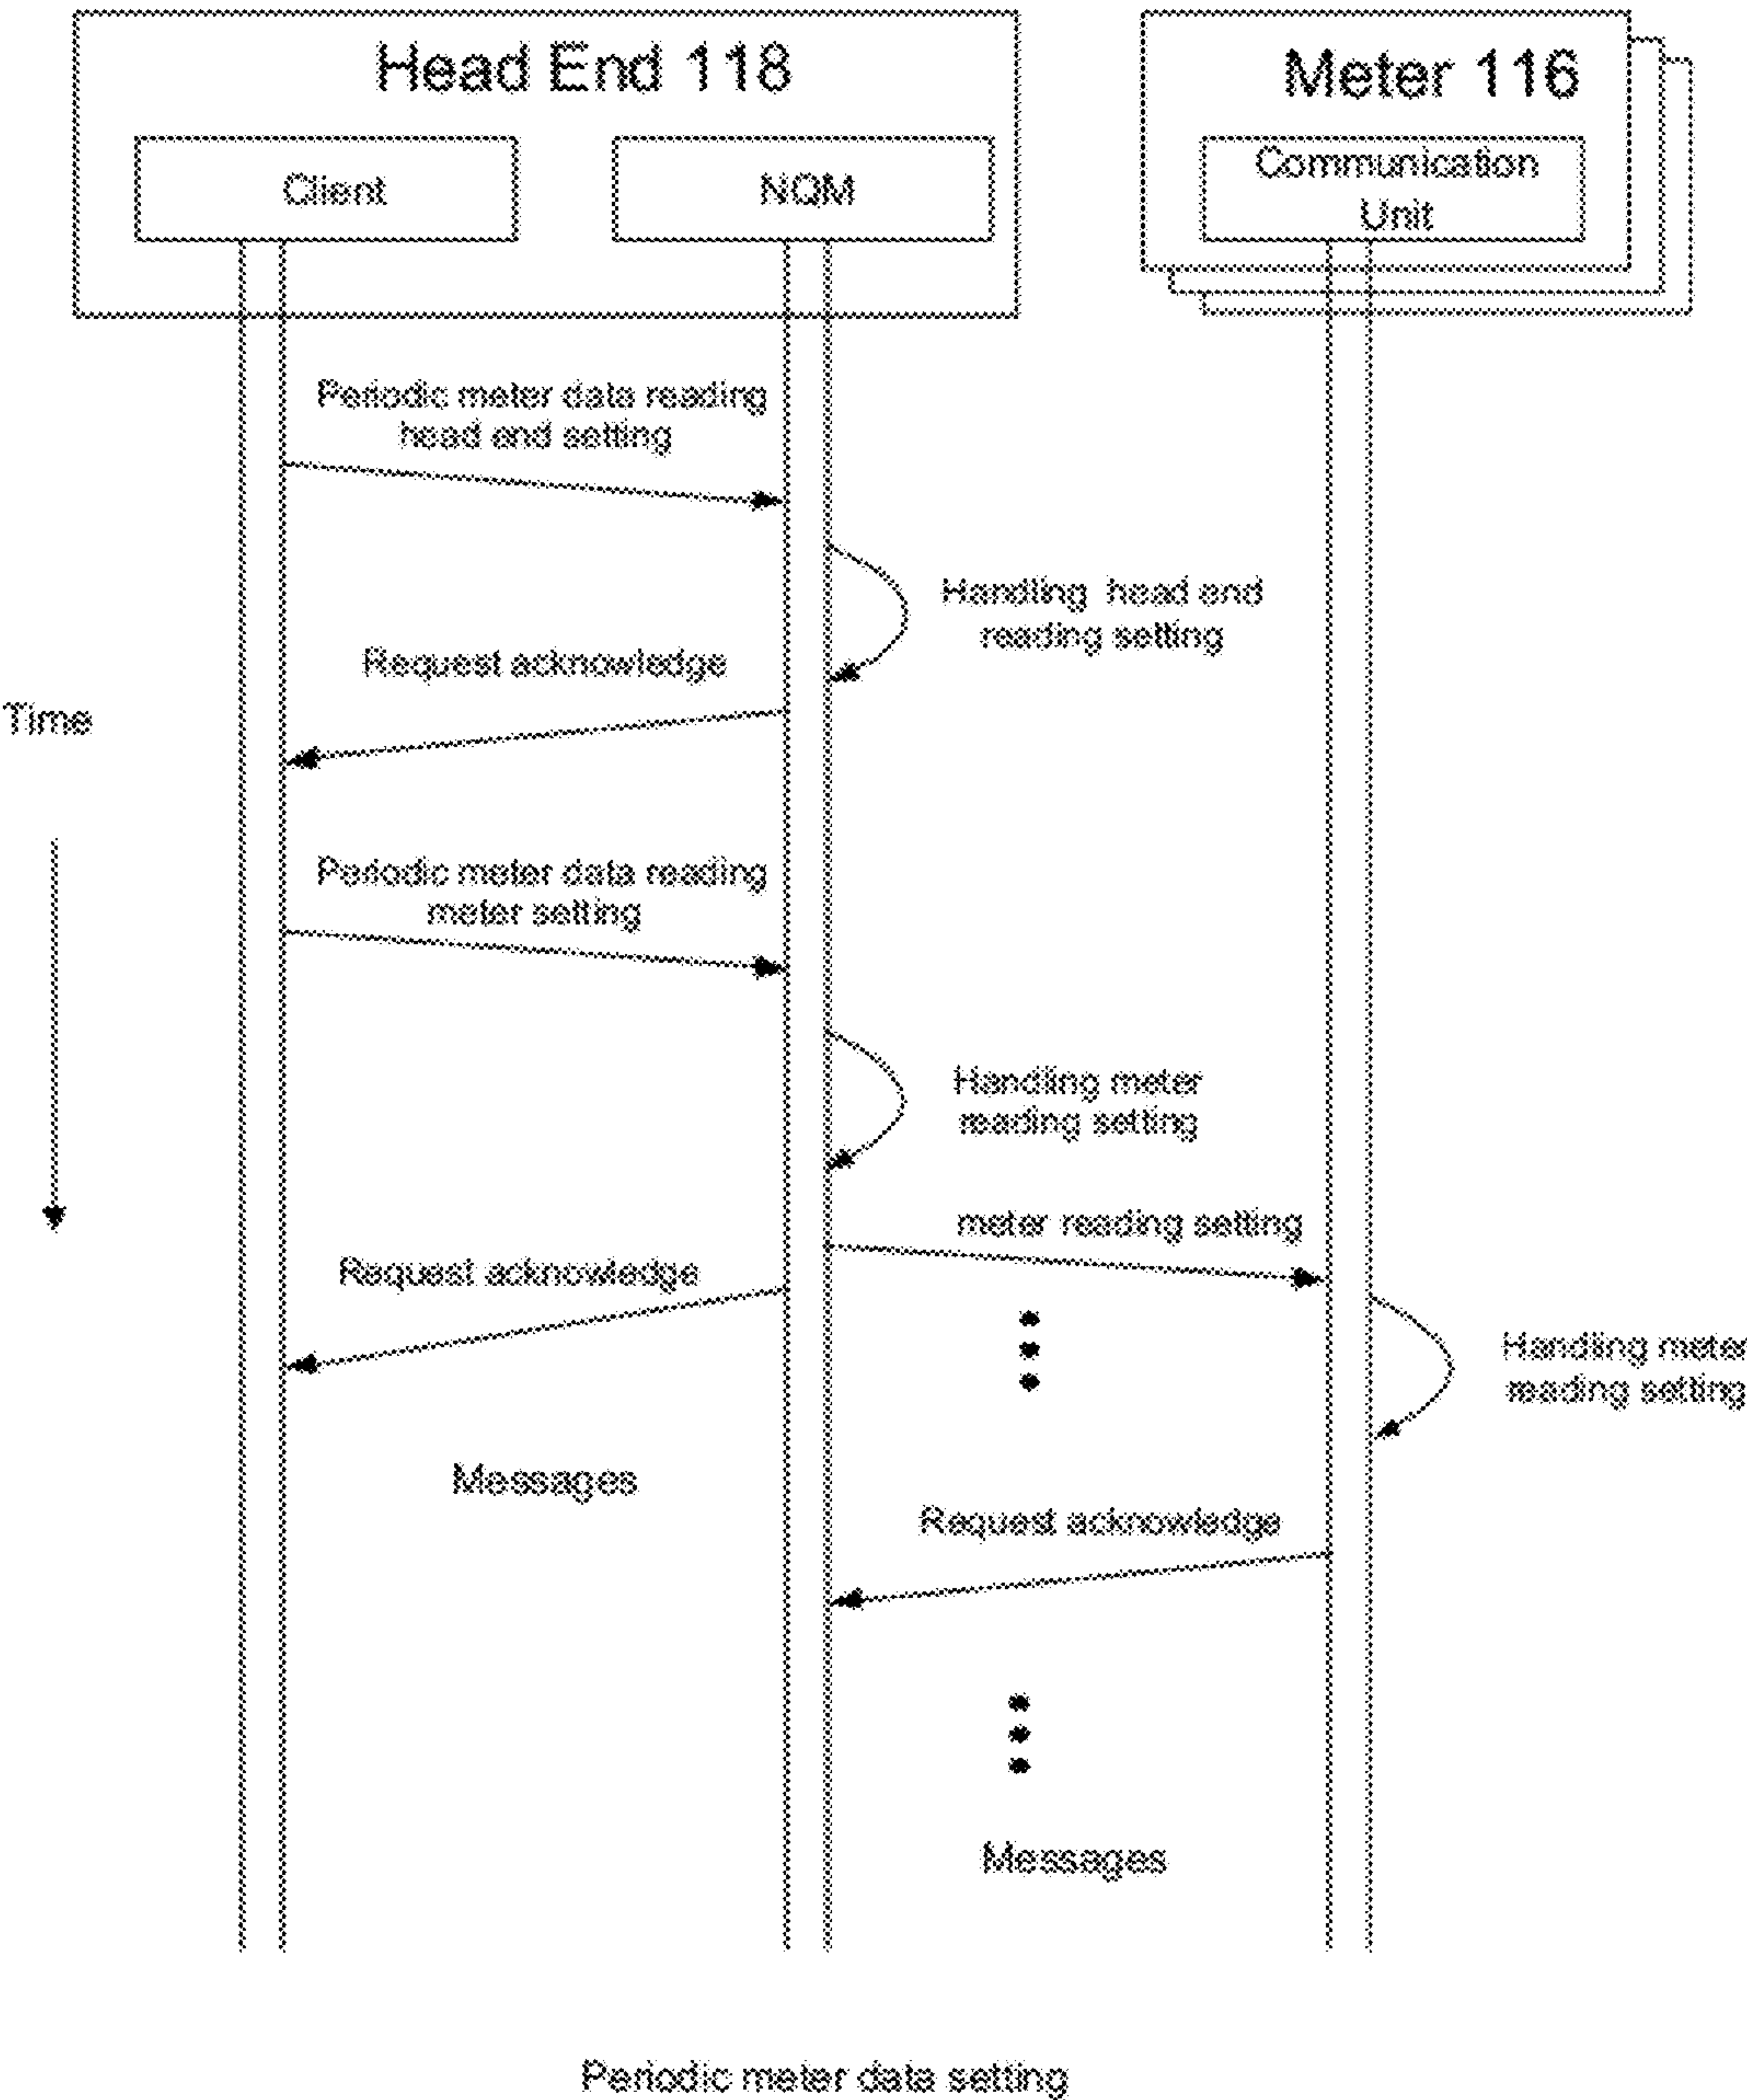 Head End 118
Meter 116
Client
NQM
Communication
Unit
Periodic meter data reading
head end setting
Handling head end
reading setting
Request acknowledge
Time
Periodic meter data reading
meter setting
Handling meter
reading setting
meter reading setting
Request acknowledge
Handling meter
reading setting
Messages
Request acknowledge
Messages
Periodic meter data setting